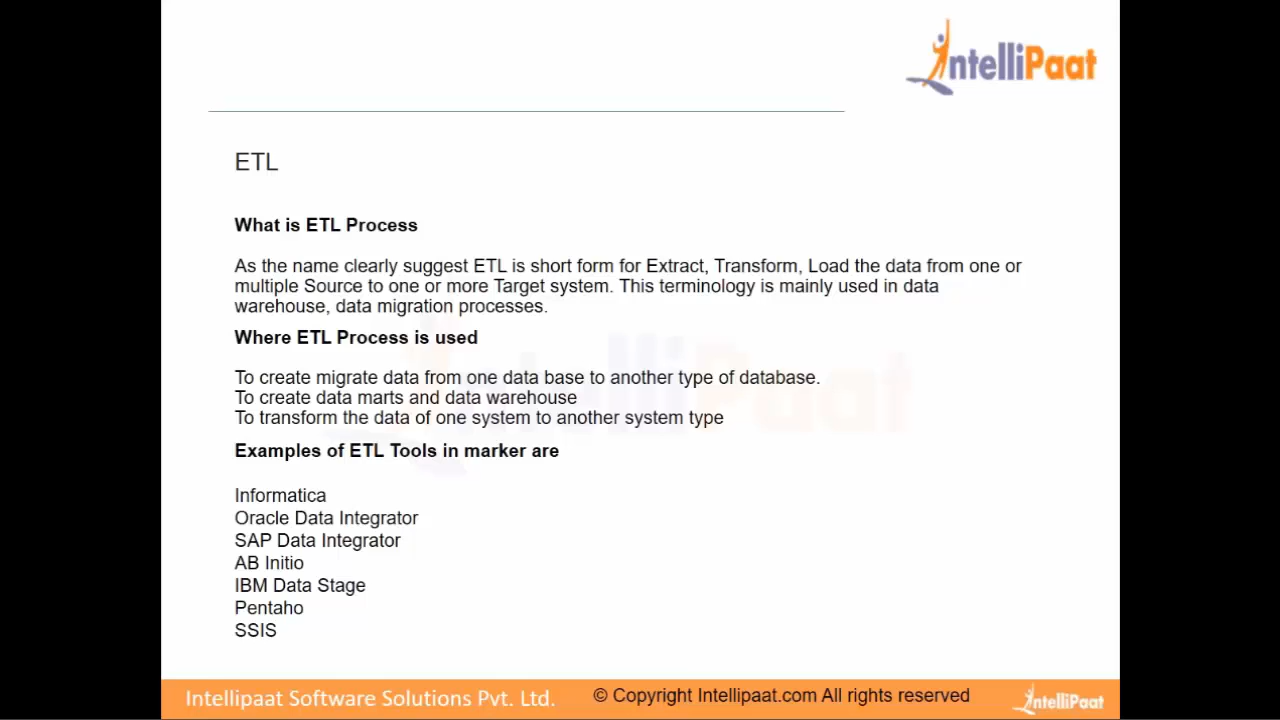 IntelliPaat
ETL
What is ETL Process
As the name clearly suggest ETL is short form for Extract, Transform, Load the data from one or
multiple Source to one or more Target system. This terminology is mainly used in data
warehouse, data migration processes.
Where ETL Process is used
To create migrate data from one data base to another type of database.
To create data marts and data warehouse
To transform the data of one system to another system type
Examples of ETL Tools in marker are
Informatica
Oracle Data Integrator
SAP Data Integrator
AB Initio
IBM Data Stage
Pentaho
SSIS
Intellipaat Software Solutions Pvt. Ltd. © Copyright Intellipaat.com All rights reserved IntelliPaat